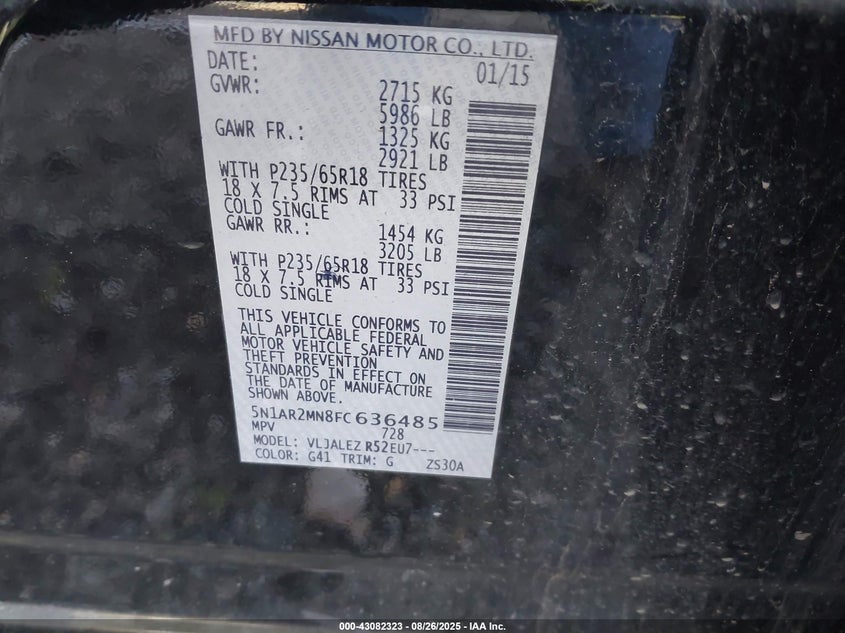 MFD BY NISSAN MOTOR CO., LTD.
DATE: 01/15
GVWR: 2715 KG
5986 LB
GAWR FR.: 1325 KG
2921 LB
WITH P235/65R18 TIRES
18 X 7.5 RIMS AT 33 PSI
COLD SINGLE
GAWR RR.: 1454 KG
3205 LB
WITH P235/65R18 TIRES
18 X 7.5 RIMS AT 33 PSI
COLD SINGLE
THIS VEHICLE CONFORMS TO
ALL APPLICABLE FEDERAL
MOTOR VEHICLE SAFETY AND
THEFT PREVENTION
STANDARDS IN EFFECT ON
THE DATE OF MANUFACTURE
SHOWN ABOVE.
5N1AR2MN8FC636485
MPV 728
MODEL: VLJALEZ R52EU7---
COLOR: G41 TRIM: G ZS30A
000-43082323 - 08/26/2025 - IAA Inc.